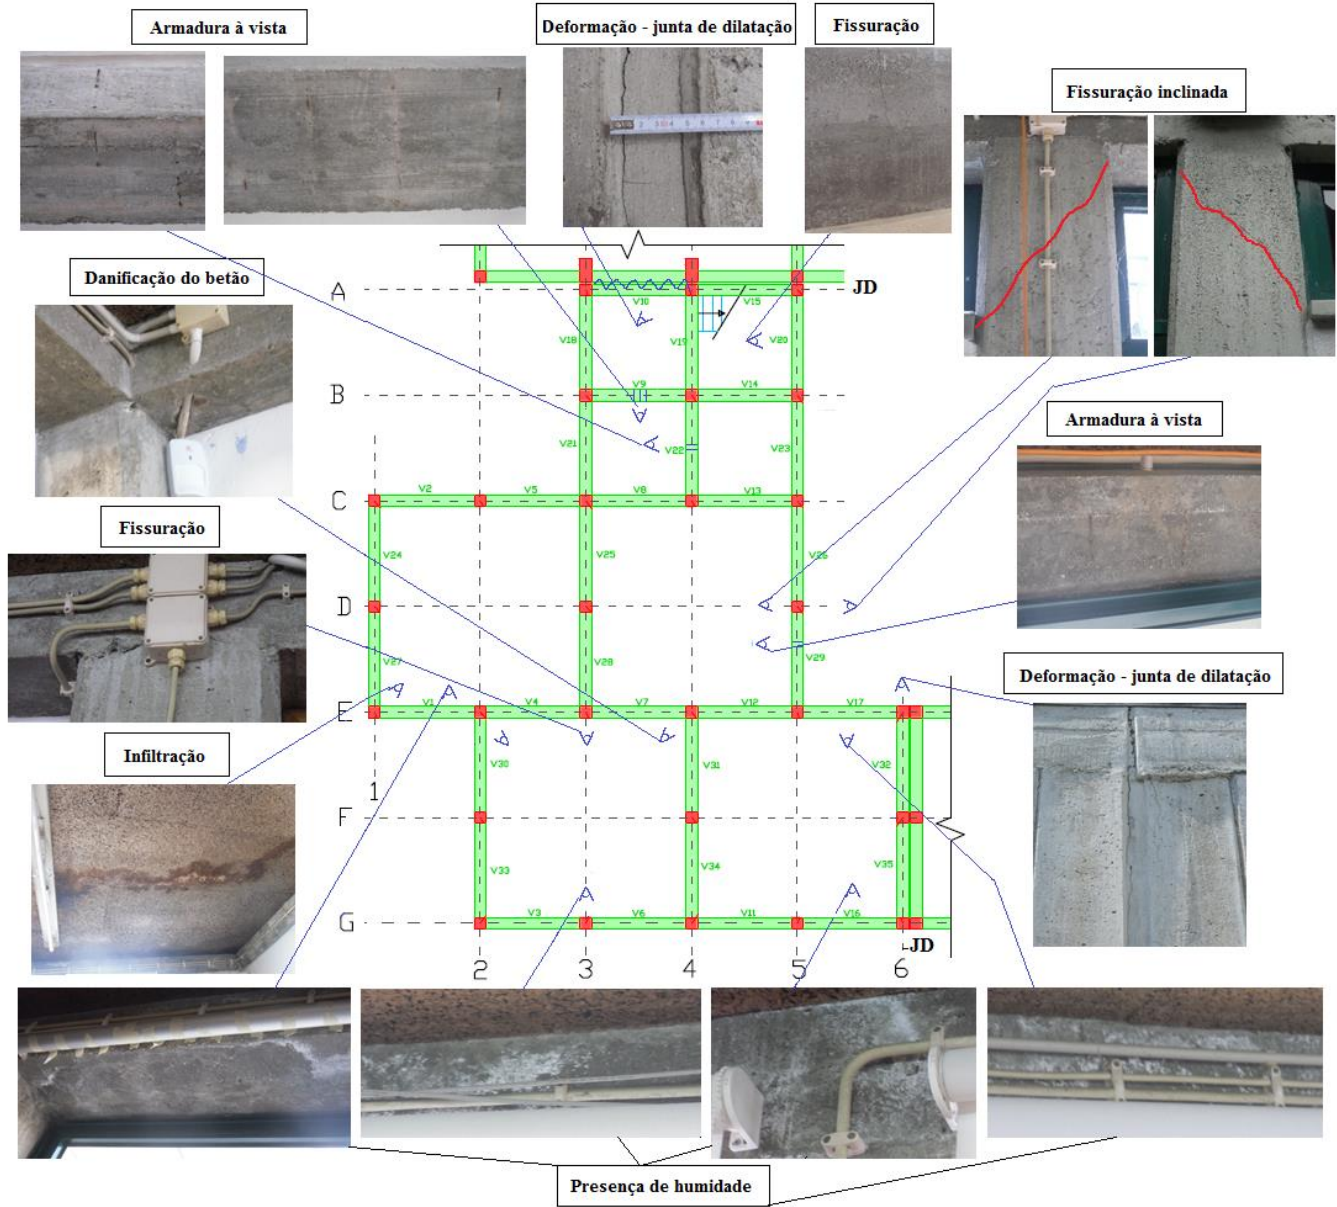 Armadura à vista
Deformação - junta de dilatação
Fissuração
Fissuração inclinada
Danificação do betão
A
V10
V15
JD
V18
V19
V20
B
V9
V14
Armadura à vista
V21
V22
V23
C
V2
V5
V8
V13
Fissuração
V24
V25
V26
D
V27
V28
V29
Deformação - junta de dilatação
E
V1
V4
V7
V12
V17
Infiltração
V30
V31
V32
1
F
V33
V34
V35
G
V3
V6
V11
V16
JD
2
3
4
5
6
Presença de humidade